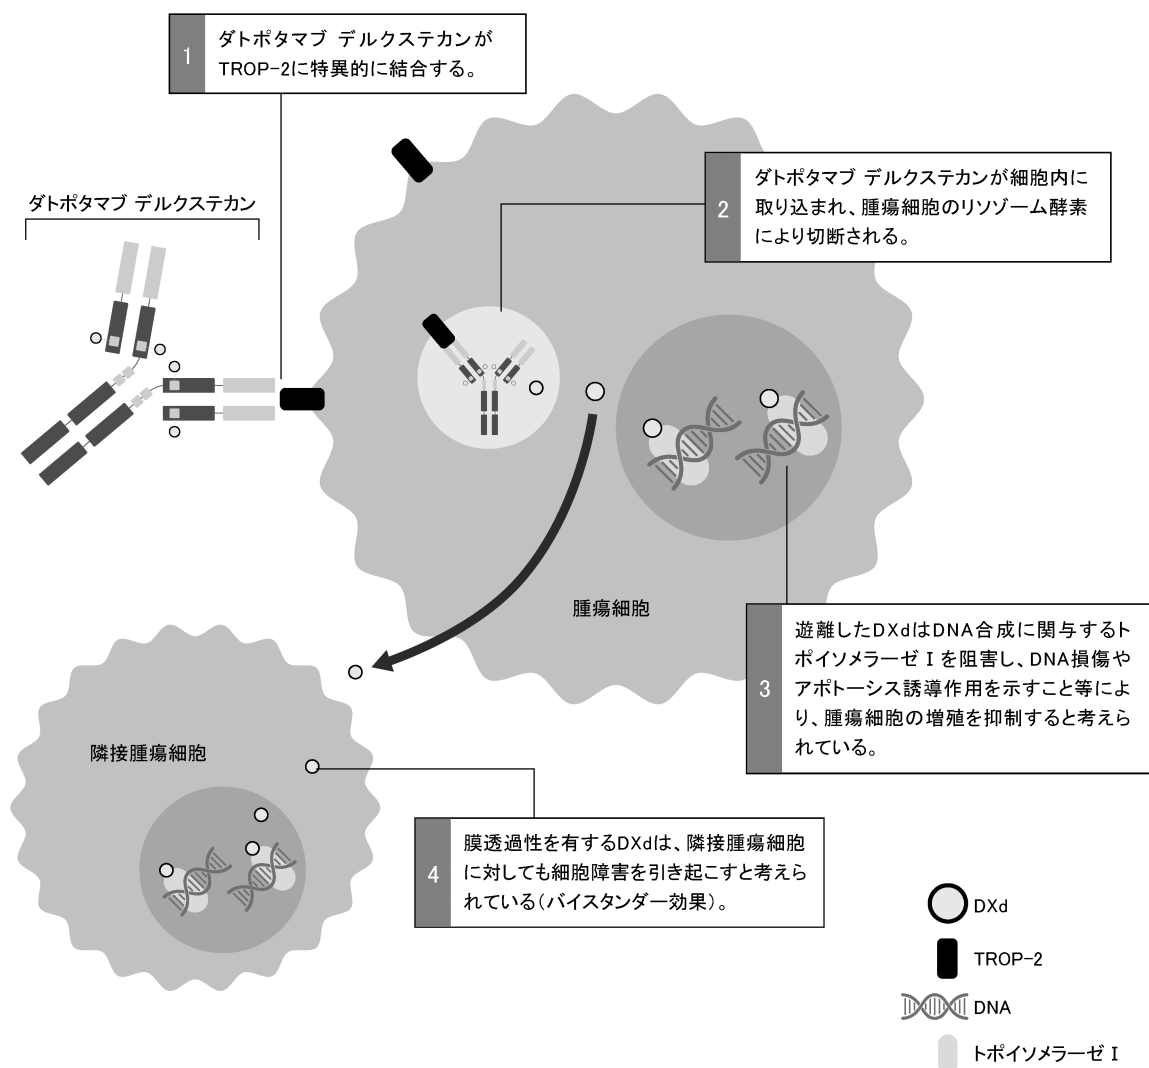 1
ダトポタマブ デルクステカンが
TROP-2に特異的に結合する。
ダトポタマブ デルクステカン
2
ダトポタマブ デルクステカンが細胞内に
取り込まれ、腫瘍細胞のリソゾーム酵素
により切断される。
腫瘍細胞
3
遊離したDXdはDNA合成に関与するト
ポイソメラーゼ I を阻害し、DNA損傷や
アポトーシス誘導作用を示すこと等によ
り、腫瘍細胞の増殖を抑制すると考えら
れている。
隣接腫瘍細胞
4
膜透過性を有するDXdは、隣接腫瘍細胞
に対しても細胞障害を引き起こすと考えら
れている(バイスタンダー効果)。
DXd
TROP-2
DNA
トポイソメラーゼ I